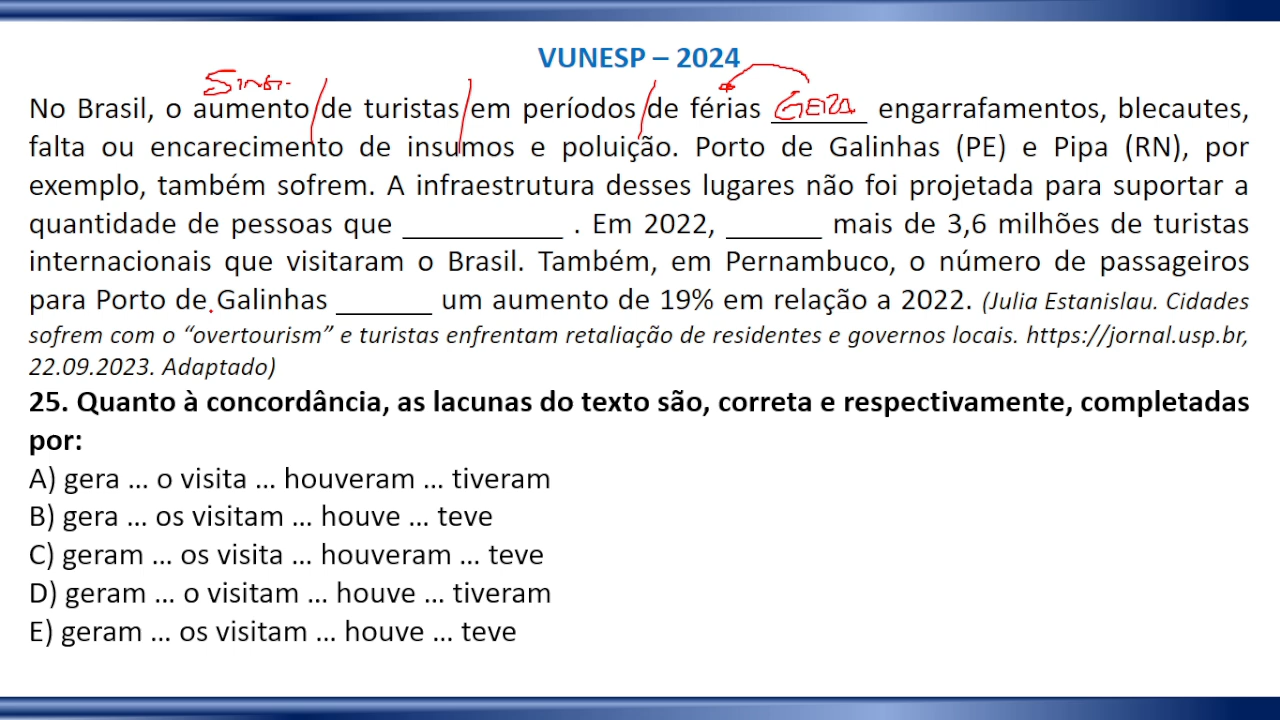 VUNESP – 2024
Sing.
No Brasil, o aumento de turistas em períodos de férias GERA engarrafamentos, blecautes,
falta ou encarecimento de insumos e poluição. Porto de Galinhas (PE) e Pipa (RN), por
exemplo, também sofrem. A infraestrutura desses lugares não foi projetada para suportar a
quantidade de pessoas que ___________ . Em 2022, _______ mais de 3,6 milhões de turistas
internacionais que visitaram o Brasil. Também, em Pernambuco, o número de passageiros
para Porto de Galinhas _______ um aumento de 19% em relação a 2022. (Julia Estanislau. Cidades
sofrem com o “overtourism” e turistas enfrentam retaliação de residentes e governos locais. https://jornal.usp.br,
22.09.2023. Adaptado)
25. Quanto à concordância, as lacunas do texto são, correta e respectivamente, completadas
por:
A) gera ... o visita ... houveram ... tiveram
B) gera ... os visitam ... houve ... teve
C) geram ... os visita ... houveram ... teve
D) geram ... o visitam ... houve ... tiveram
E) geram ... os visitam ... houve ... teve